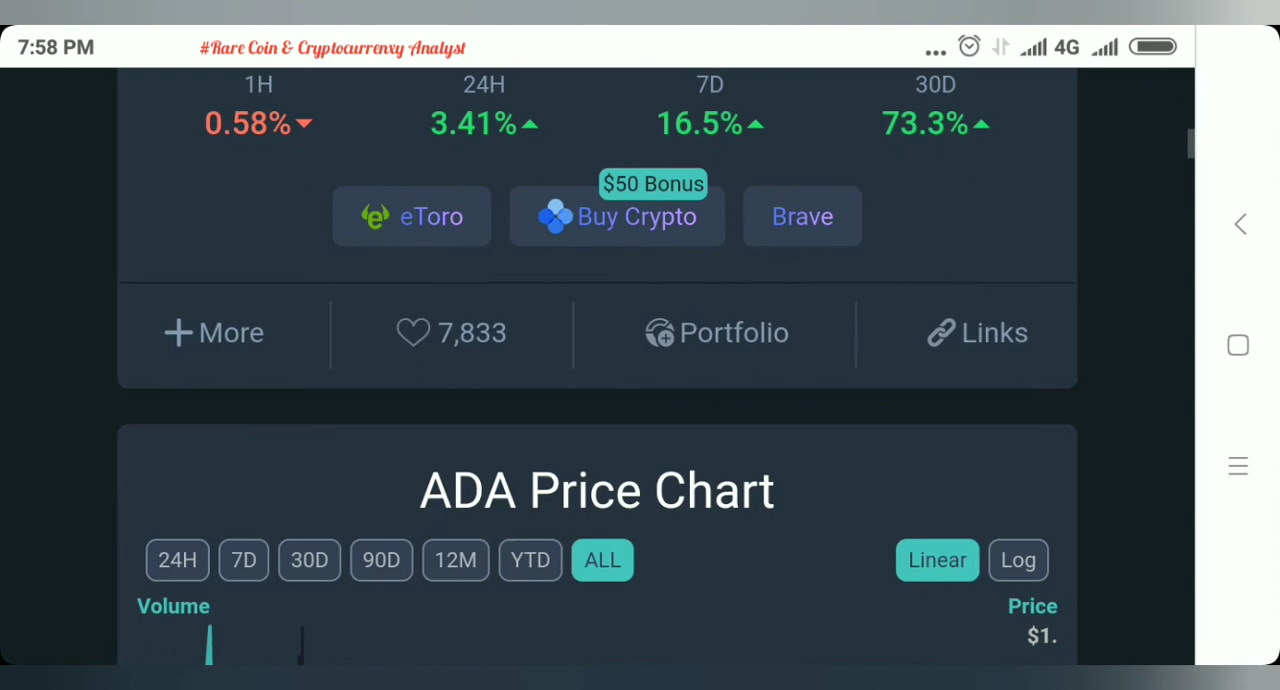 7:58 PM #Rare Coin & Cryptocurrenxy Analyst ... 4G
1H 24H 7D 30D
0.58% 3.41% 16.5% 73.3%
$50 Bonus
eToro Buy Crypto Brave
More 7,833 Portfolio Links
ADA Price Chart
24H 7D 30D 90D 12M YTD ALL Linear Log
Volume Price
$1.